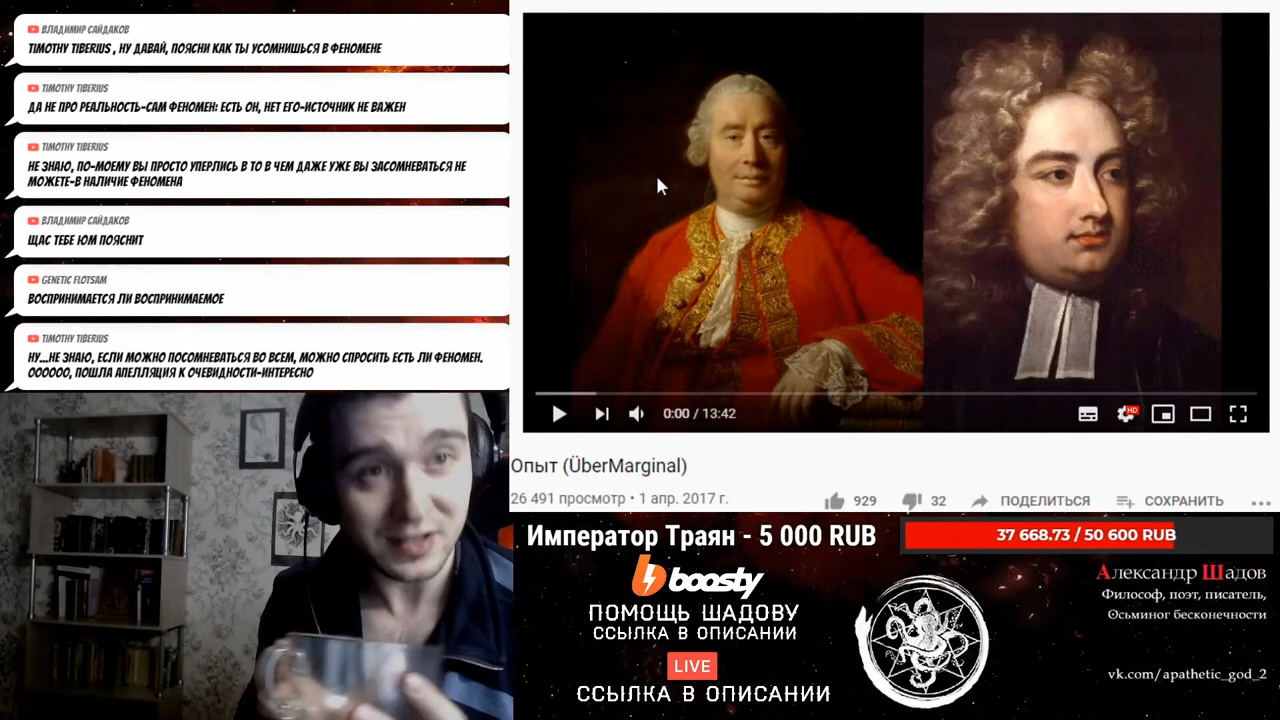 ВЛАДИМИР САЙДАКОВ
TIMOTHY TIBERIUS , НУ ДАВАЙ, ПОЯСНИ КАК ТЫ УСОМНИШЬСЯ В ФЕНОМЕНЕ
TIMOTHY TIBERIUS
ДА НЕ ПРО РЕАЛЬНОСТЬ-САМ ФЕНОМЕН: ЕСТЬ ОН, НЕТ ЕГО-ИСТОЧНИК НЕ ВАЖЕН
TIMOTHY TIBERIUS
НЕ ЗНАЮ, ПО-МОЕМУ ВЫ ПРОСТО УПЕРЛИСЬ В ТО В ЧЕМ ДАЖЕ УЖЕ ВЫ ЗАСОМНЕВАТЬСЯ НЕ
МОЖЕТЕ-В НАЛИЧИЕ ФЕНОМЕНА
ВЛАДИМИР САЙДАКОВ
ЩАС ТЕБЕ ЮМ ПОЯСНИТ
GENETIC FLOTSAM
ВОСПРИНИМАЕТСЯ ЛИ ВОСПРИНИМАЕМОЕ
TIMOTHY TIBERIUS
НУ...НЕ ЗНАЮ, ЕСЛИ МОЖНО ПОСОМНЕВАТЬСЯ ВО ВСЕМ, МОЖНО СПРОСИТЬ ЕСТЬ ЛИ ФЕНОМЕН.
ОООООО, ПОШЛА АПЕЛЛЯЦИЯ К ОЧЕВИДНОСТИ-ИНТЕРЕСНО
0:00 / 13:42
HD
Опыт (ÜberMarginal)
26 491 просмотр • 1 апр. 2017 г.
929
32
ПОДЕЛИТЬСЯ
СОХРАНИТЬ
Император Траян - 5 000 RUB
37 668.73 / 50 600 RUB
boosty
ПОМОЩЬ ШАДОВУ
ССЫЛКА В ОПИСАНИИ
LIVE
ССЫЛКА В ОПИСАНИИ
Александр Шадов
Философ, поэт, писатель,
Осьминог бесконечности
vk.com/apathetic_god_2